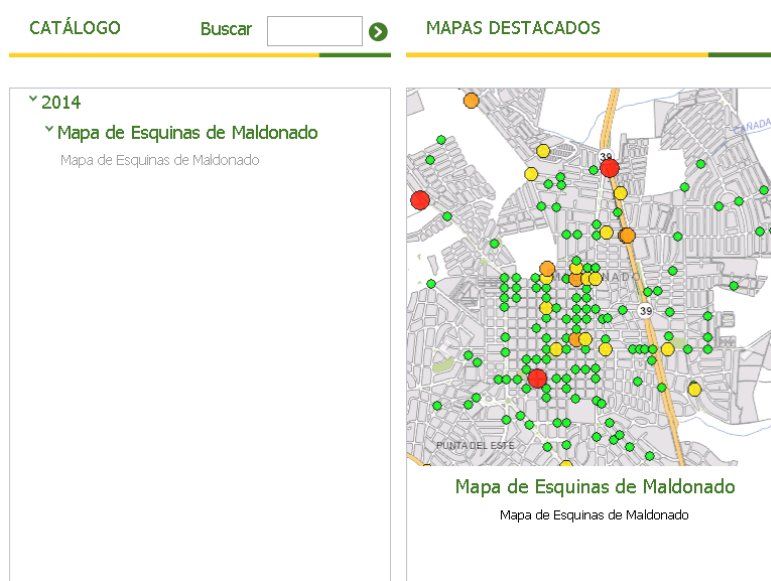 CATÁLOGO
Buscar
2014
Mapa de Esquinas de Maldonado
Mapa de Esquinas de Maldonado
MAPAS DESTACADOS
CAÑADA
39
39
PUNTA DEL ESTE
Mapa de Esquinas de Maldonado
Mapa de Esquinas de Maldonado